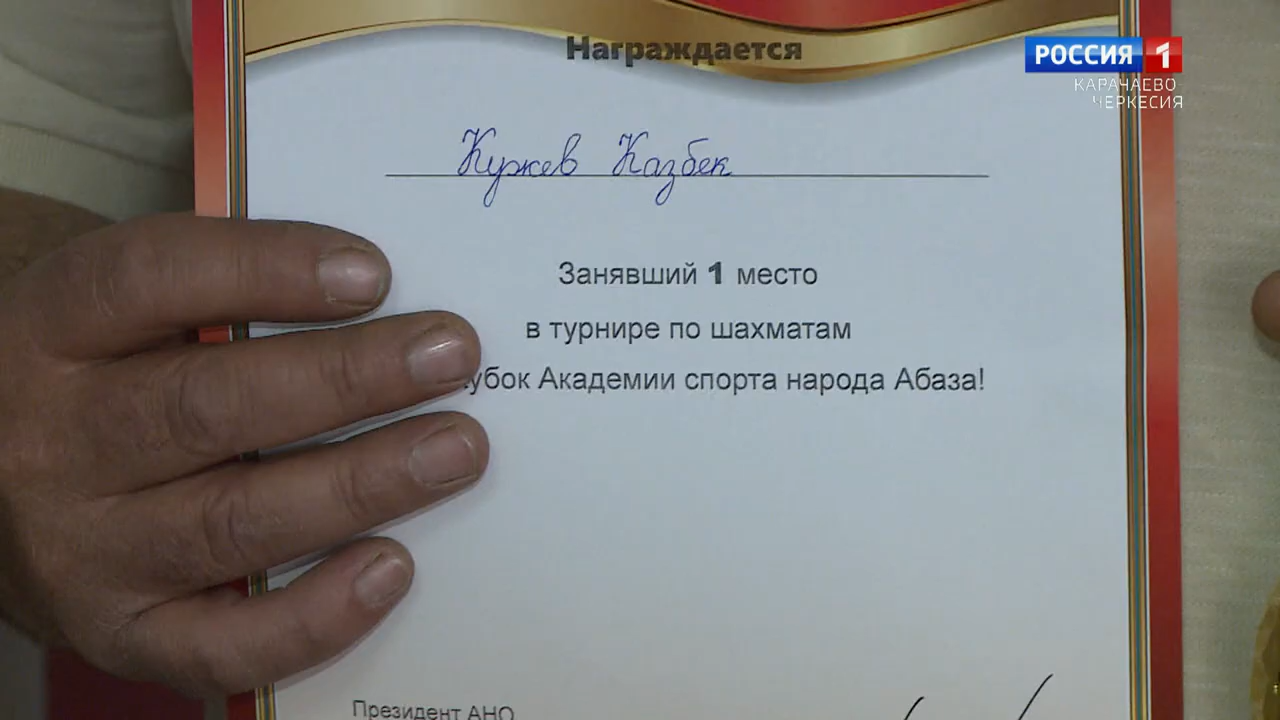 Награждается
РОССИЯ 1
КАРАЧАЕВО
ЧЕРКЕСИЯ
Кужев Казбек
Занявший 1 место
в турнире по шахматам
убок Академии спорта народа Абаза!
Президент АНО